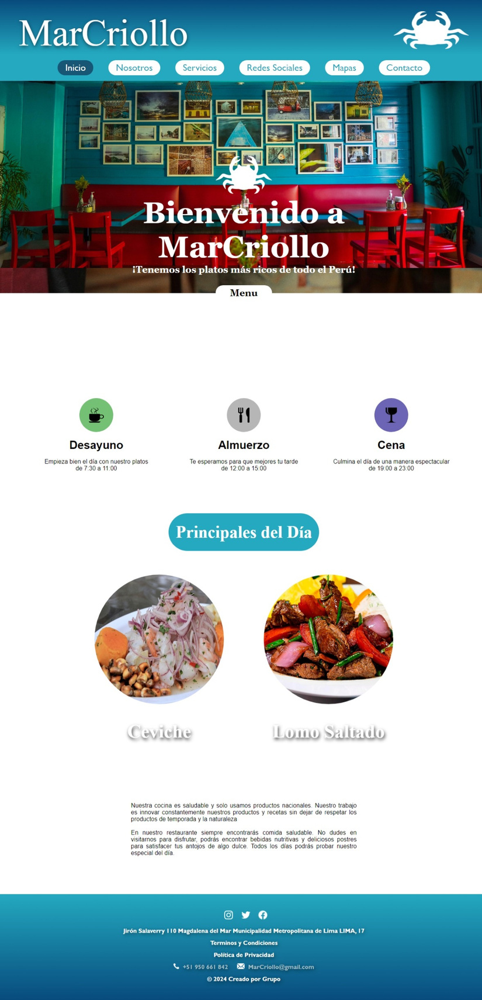 MarCriollo
Inicio Nosotros Servicios Redes Sociales Mapas Contacto
Bienvenido a
MarCriollo
¡Tenemos los platos más ricos de todo el Perú!
Menu
Desayuno
Empieza bien el día con nuestro platos
de 7:30 a 11:00
Almuerzo
Te esperamos para que mejores tu tarde
de 12:00 a 15:00
Cena
Culmina el día de una manera espectacular
de 19:00 a 23:00
Principales del Día
Ceviche
Lomo Saltado
Nuestra cocina es saludable y solo usamos productos nacionales. Nuestro trabajo
es innovar constantemente nuestros productos y recetas sin dejar de respetar los
productos de temporada y la naturaleza
En nuestro restaurante siempre encontrarás comida saludable. No dudes en
visitarnos para disfrutar, podrás encontrar bebidas nutritivas y deliciosos postres
para satisfacer tus antojos de algo dulce. Todos los días podrás probar nuestro
especial del día.
Jirón Salaverry 110 Magdalena del Mar Municipalidad Metropolitana de Lima LIMA, 17
Terminos y Condiciones
Política de Privacidad
+51 950 661 842 MarCriollo@gmail.com
© 2024 Creado por Grupo